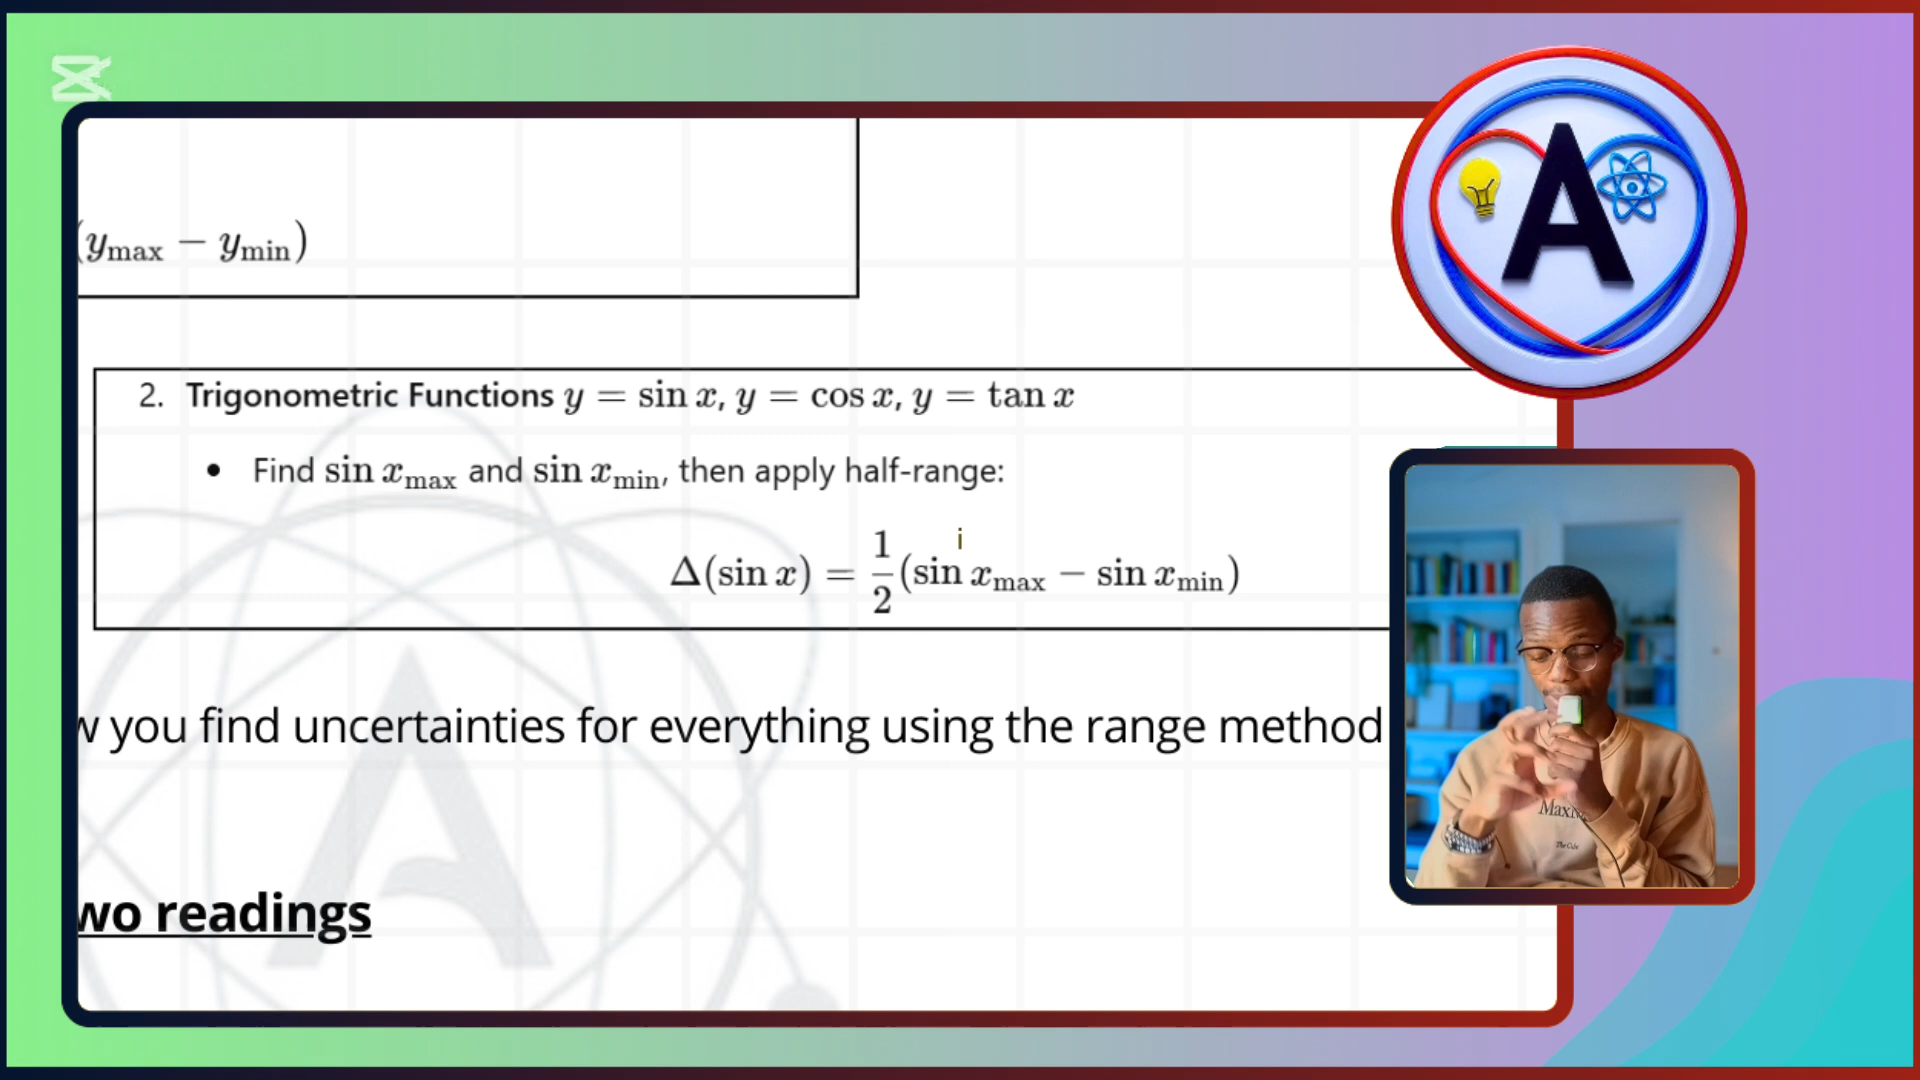 (y_max − y_min)
2. Trigonometric Functions y = sin x, y = cos x, y = tan x
• Find sin x_max and sin x_min, then apply half-range:
i
Δ(sin x) = 1/2 (sin x_max − sin x_min)
w you find uncertainties for everything using the range method
wo readings
A
A
MaxM